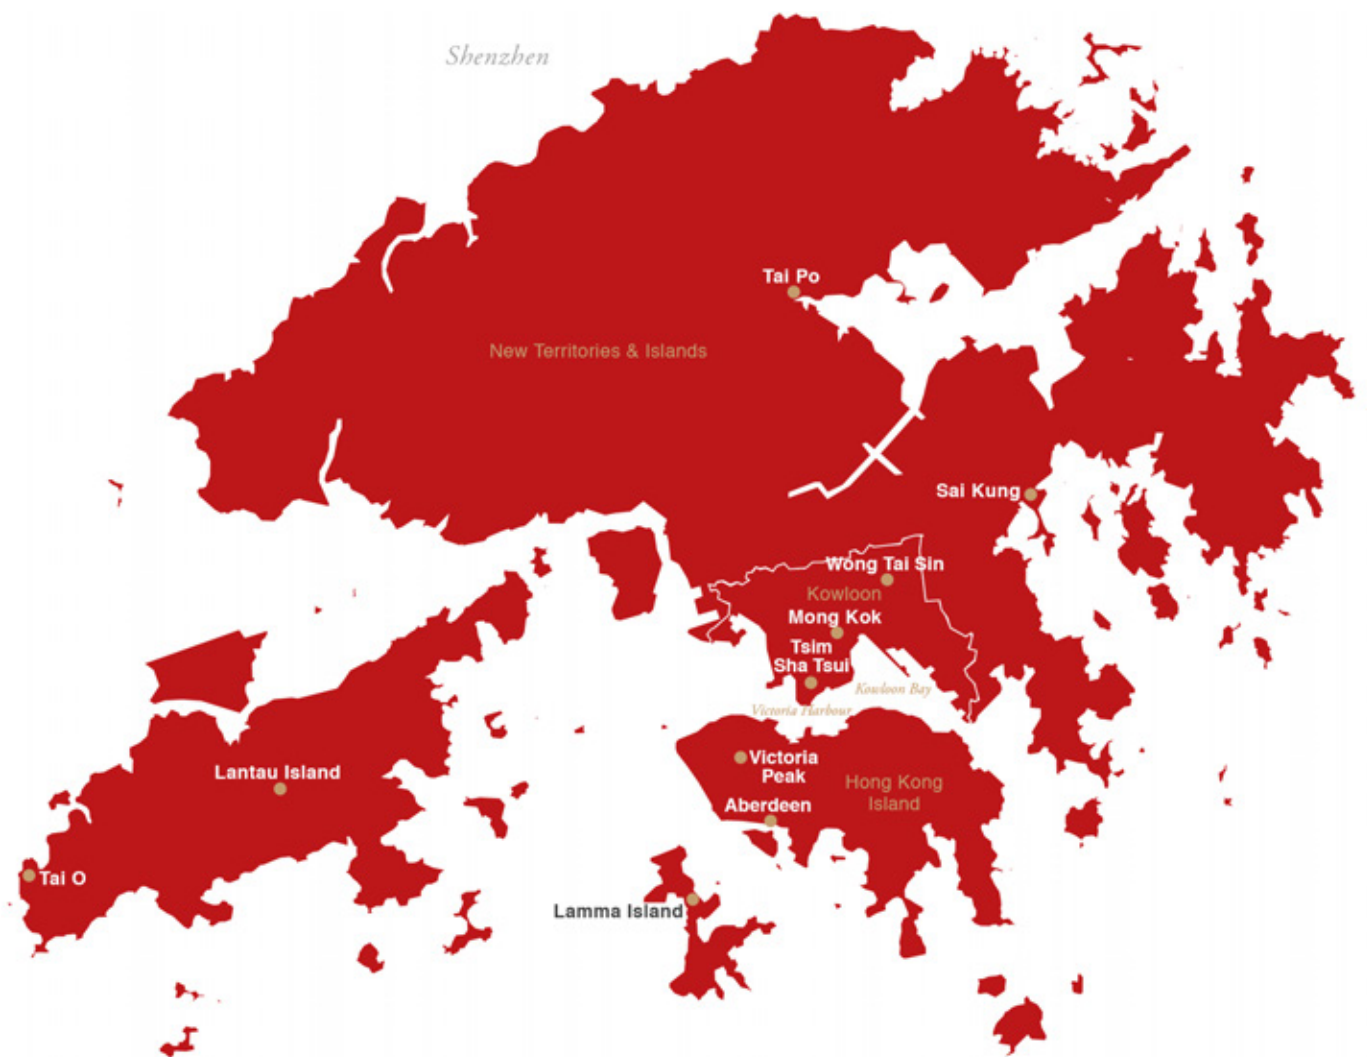 Shenzhen
Tai Po
New Territories & Islands
Sai Kung
Wong Tai Sin
Kowloon
Mong Kok
Tsim
Sha Tsui
Kowloon Bay
Victoria Harbour
Victoria
Peak
Lantau Island
Hong Kong
Island
Aberdeen
Tai O
Lamma Island